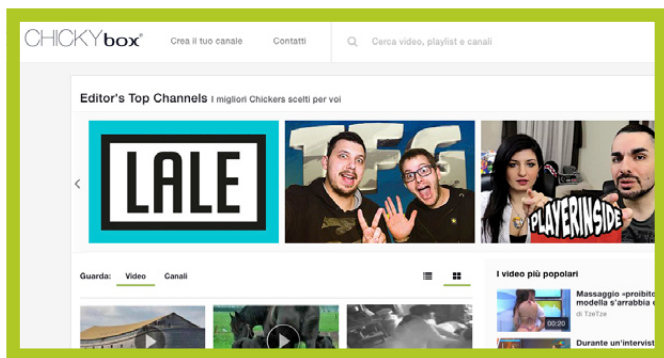 CHICKYbox®
Crea il tuo canale
Contatti
Cerca video, playlist e canali
Editor's Top Channels I migliori Chickers scelti per voi
LALE
TFG
PLAYERINSIDE
Guarda: Video Canali
I video più popolari
Massaggio «proibito
modella s'arrabbia e
di TzeTze
00:20
Durante un'intervist